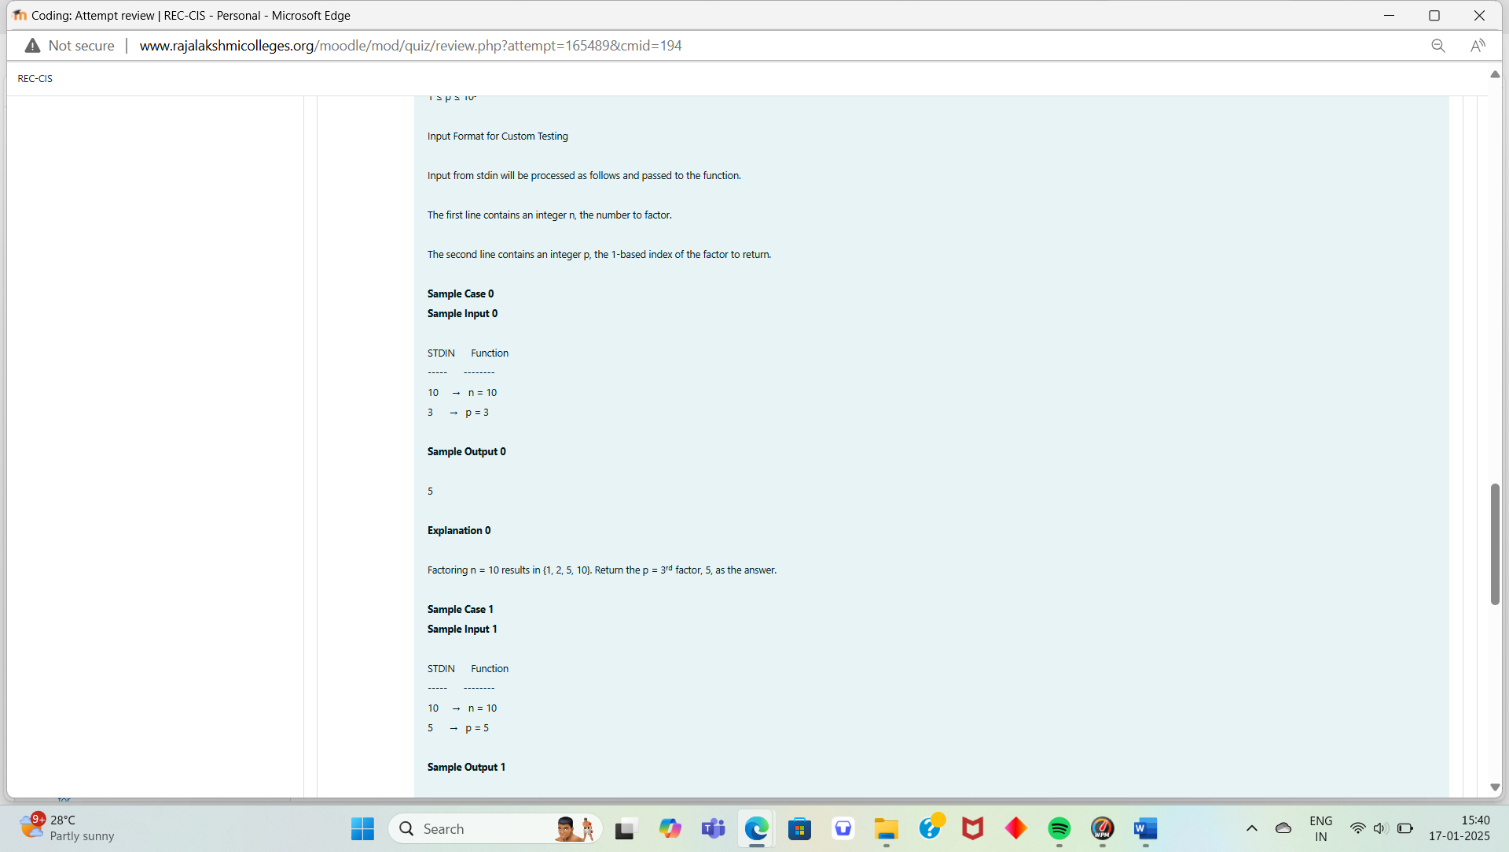 Coding: Attempt review | REC-CIS - Personal - Microsoft Edge
Not secure | www.rajalakshmicolleges.org/moodle/mod/quiz/review.php?attempt=165489&cmid=194
REC-CIS
Input Format for Custom Testing
Input from stdin will be processed as follows and passed to the function.
The first line contains an integer n, the number to factor.
The second line contains an integer p, the 1-based index of the factor to return.
Sample Case 0
Sample Input 0
STDIN Function
----- --------
10 → n = 10
3 → p = 3
Sample Output 0
5
Explanation 0
Factoring n = 10 results in {1, 2, 5, 10}. Return the p = 3rd factor, 5, as the answer.
Sample Case 1
Sample Input 1
STDIN Function
----- --------
10 → n = 10
5 → p = 5
Sample Output 1
9+ 28°C
Partly sunny
Search
ENG
IN
15:40
17-01-2025